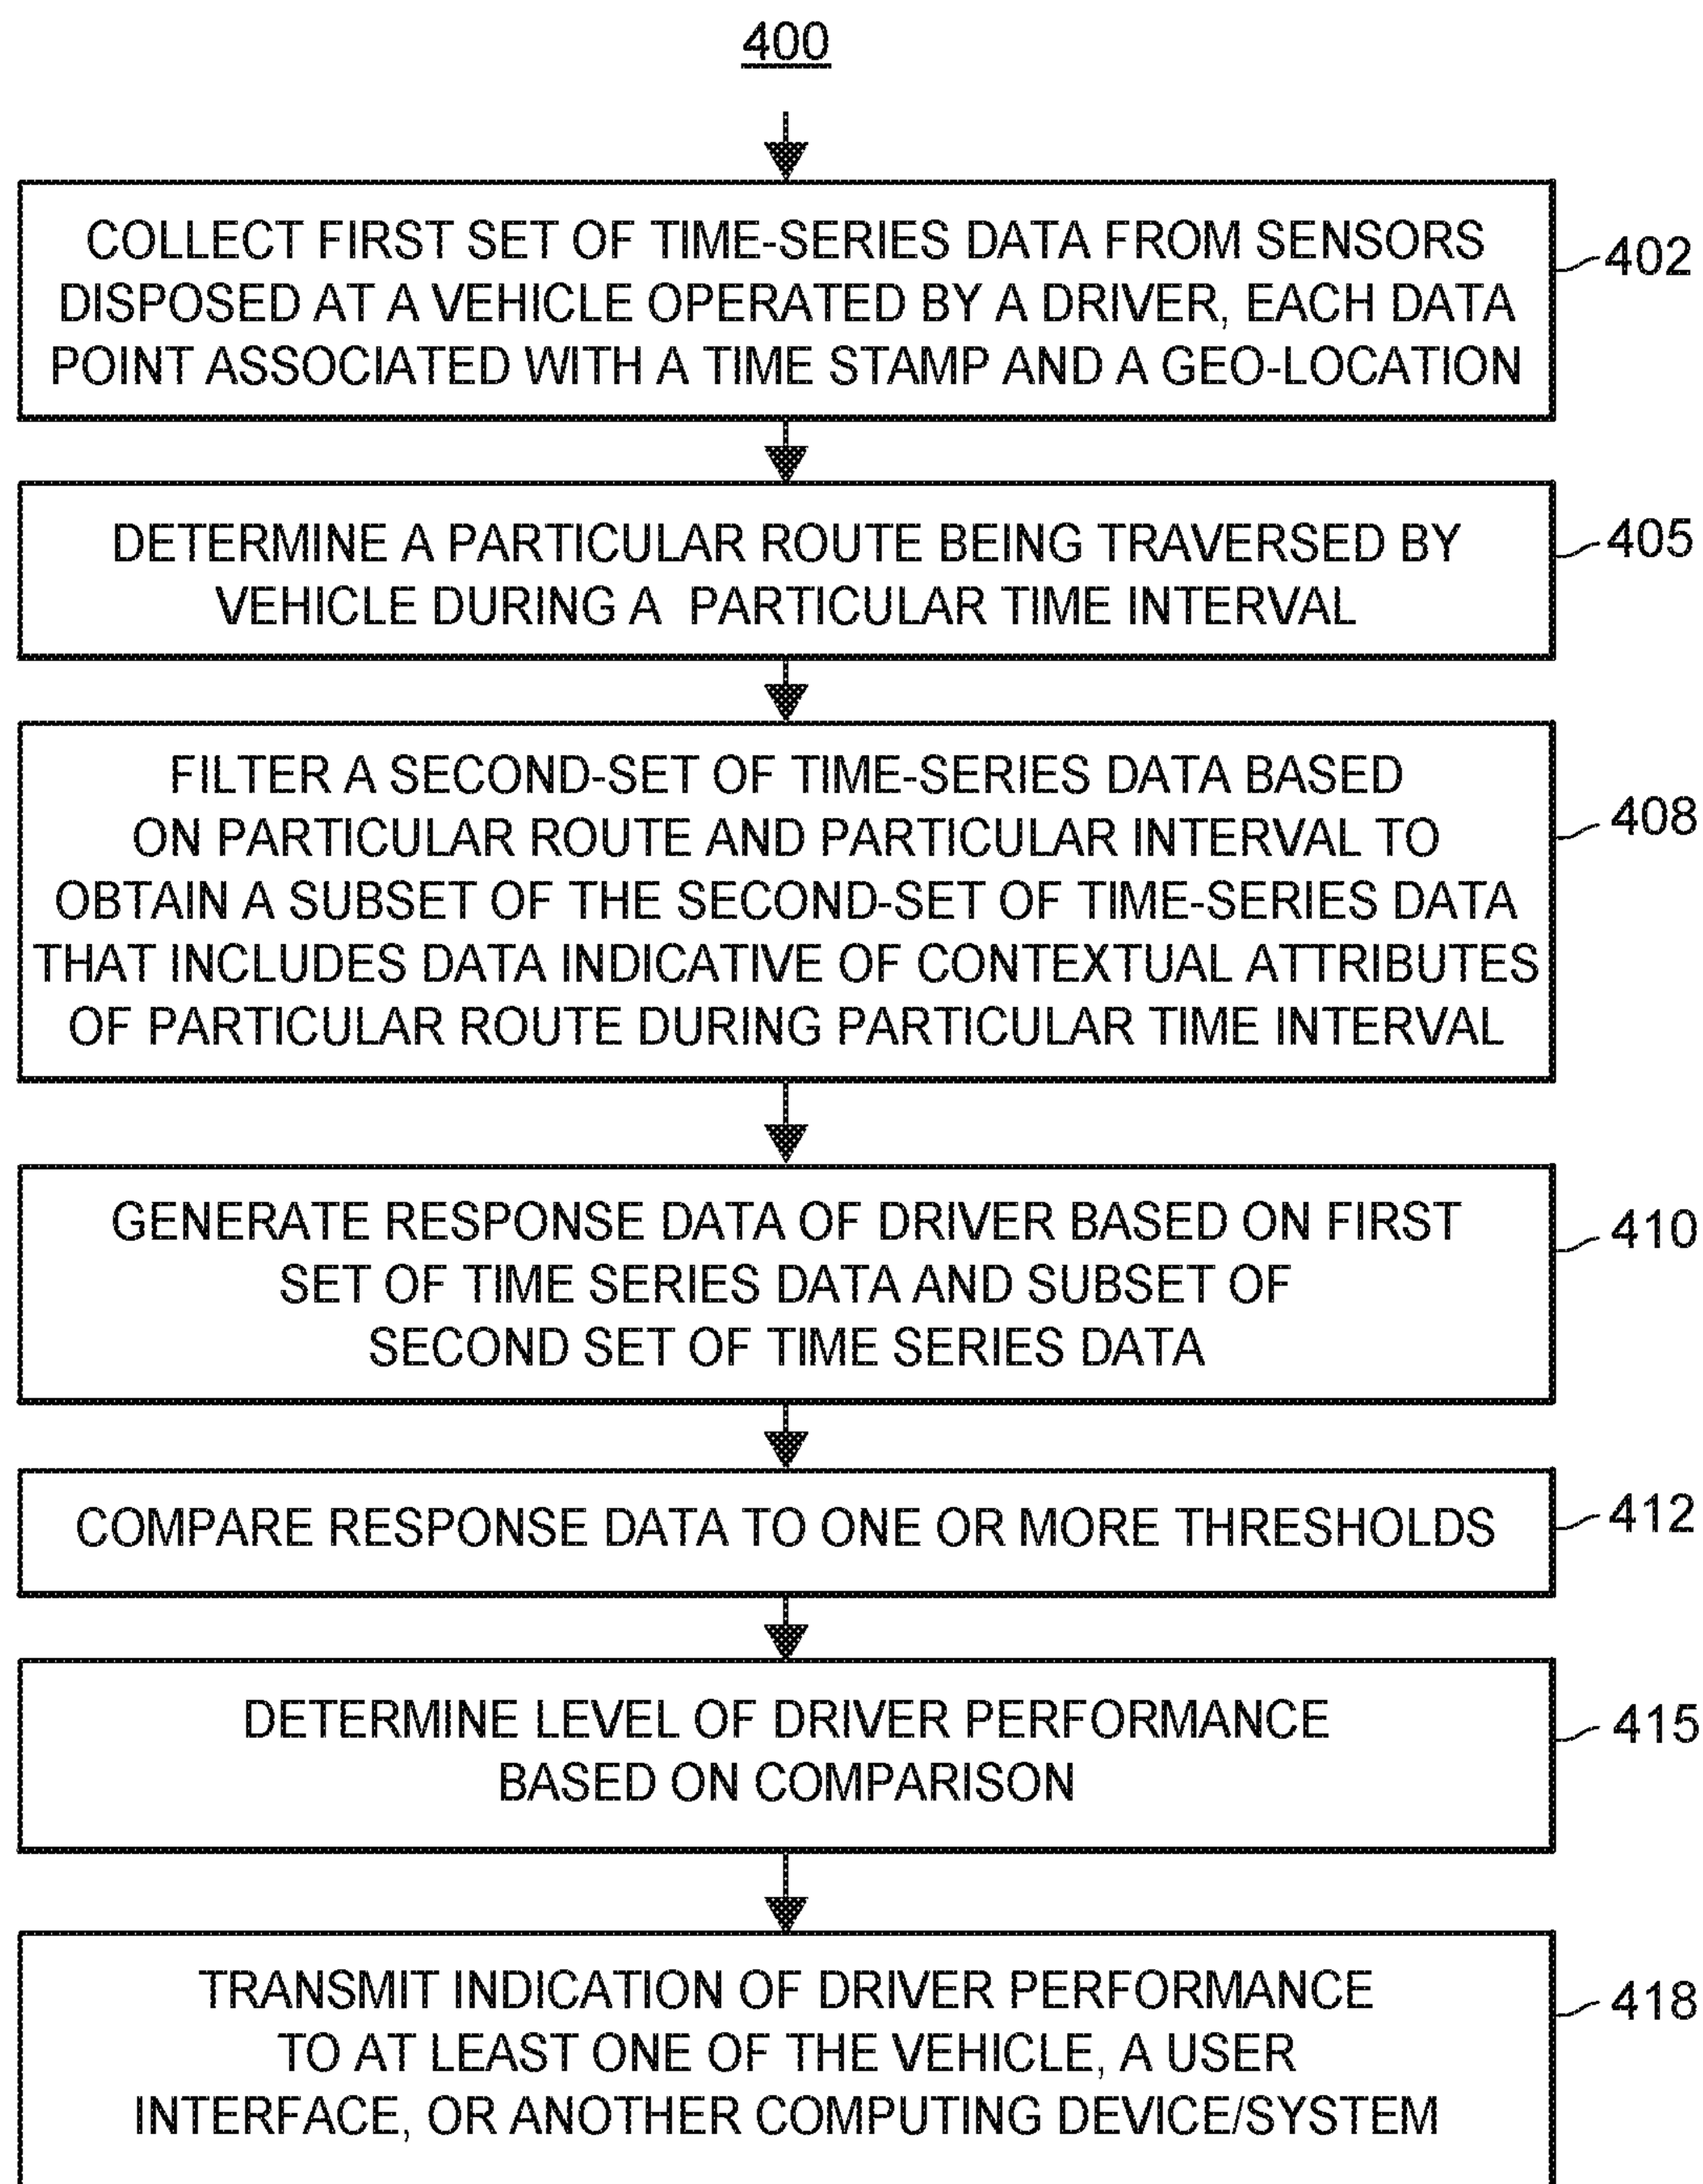 400
COLLECT FIRST SET OF TIME-SERIES DATA FROM SENSORS
DISPOSED AT A VEHICLE OPERATED BY A DRIVER, EACH DATA
POINT ASSOCIATED WITH A TIME STAMP AND A GEO-LOCATION
402
DETERMINE A PARTICULAR ROUTE BEING TRAVERSED BY
VEHICLE DURING A PARTICULAR TIME INTERVAL
405
FILTER A SECOND-SET OF TIME-SERIES DATA BASED
ON PARTICULAR ROUTE AND PARTICULAR INTERVAL TO
OBTAIN A SUBSET OF THE SECOND-SET OF TIME-SERIES DATA
THAT INCLUDES DATA INDICATIVE OF CONTEXTUAL ATTRIBUTES
OF PARTICULAR ROUTE DURING PARTICULAR TIME INTERVAL
408
GENERATE RESPONSE DATA OF DRIVER BASED ON FIRST
SET OF TIME SERIES DATA AND SUBSET OF
SECOND SET OF TIME SERIES DATA
410
COMPARE RESPONSE DATA TO ONE OR MORE THRESHOLDS
412
DETERMINE LEVEL OF DRIVER PERFORMANCE
BASED ON COMPARISON
415
TRANSMIT INDICATION OF DRIVER PERFORMANCE
TO AT LEAST ONE OF THE VEHICLE, A USER
INTERFACE, OR ANOTHER COMPUTING DEVICE/SYSTEM
418